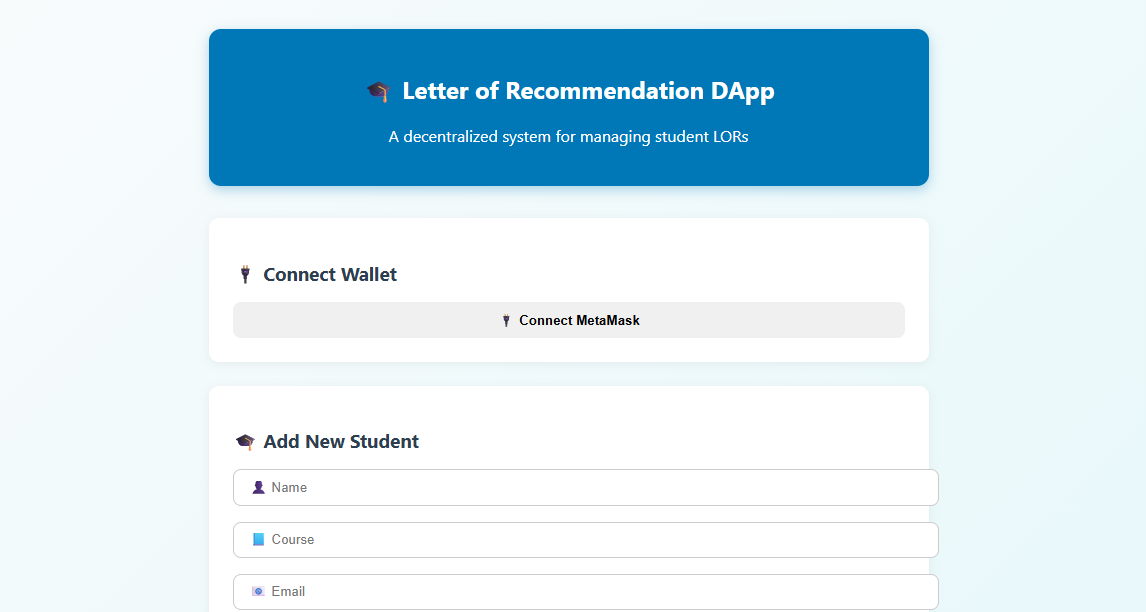 🎓 Letter of Recommendation DApp
A decentralized system for managing student LORs
🔌 Connect Wallet
🔌 Connect MetaMask
🎓 Add New Student
👤 Name
📘 Course
📧 Email